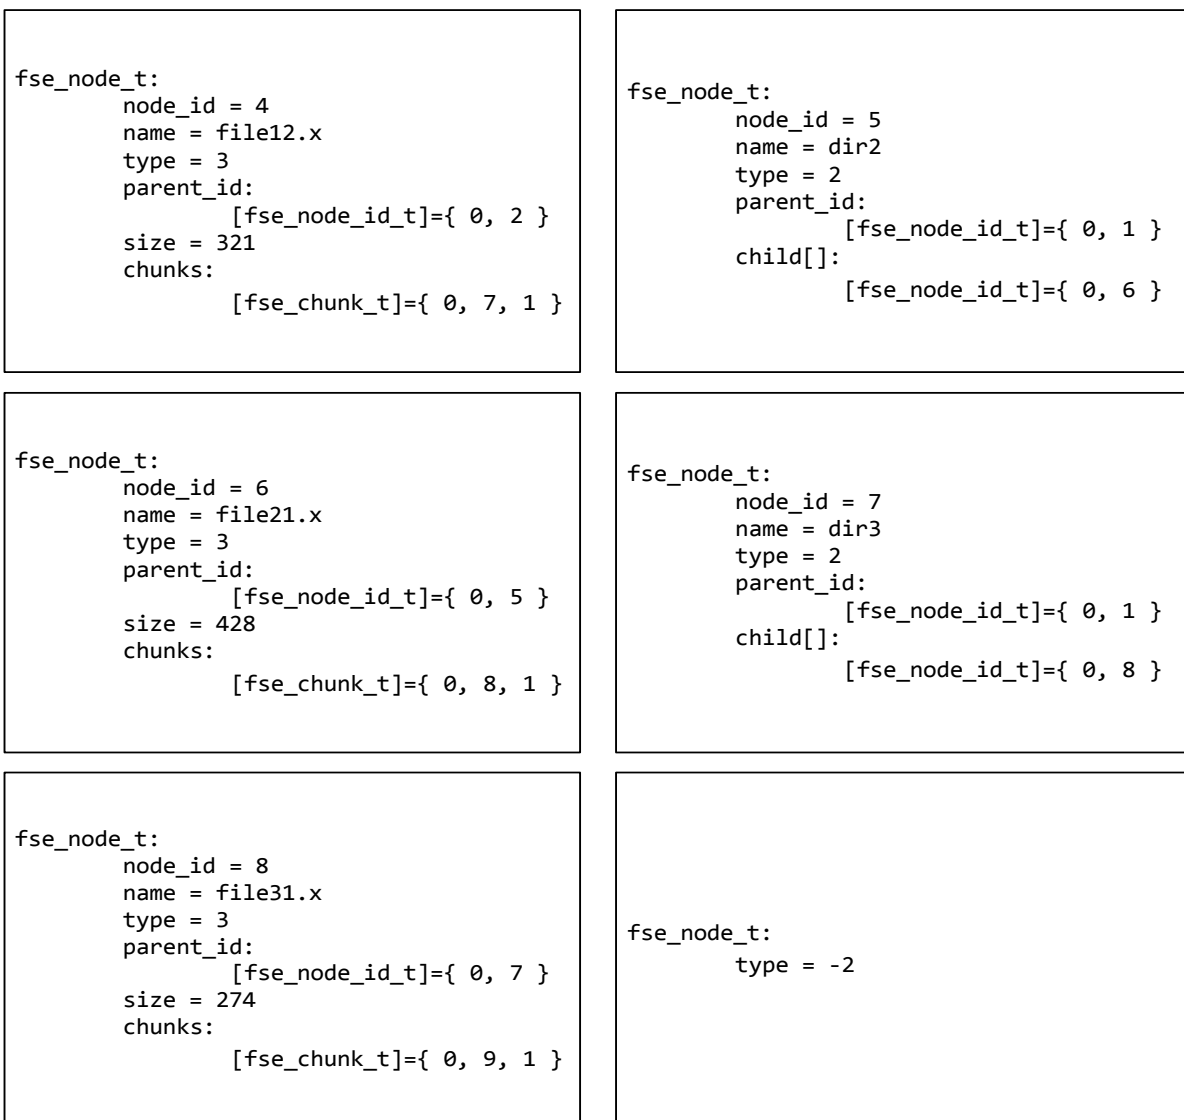 fse_node_t:
node_id = 4
name = file12.x
type = 3
parent_id:
[fse_node_id_t]={ 0, 2 }
size = 321
chunks:
[fse_chunk_t]={ 0, 7, 1 }
fse_node_t:
node_id = 5
name = dir2
type = 2
parent_id:
[fse_node_id_t]={ 0, 1 }
child[]:
[fse_node_id_t]={ 0, 6 }
fse_node_t:
node_id = 6
name = file21.x
type = 3
parent_id:
[fse_node_id_t]={ 0, 5 }
size = 428
chunks:
[fse_chunk_t]={ 0, 8, 1 }
fse_node_t:
node_id = 7
name = dir3
type = 2
parent_id:
[fse_node_id_t]={ 0, 1 }
child[]:
[fse_node_id_t]={ 0, 8 }
fse_node_t:
node_id = 8
name = file31.x
type = 3
parent_id:
[fse_node_id_t]={ 0, 7 }
size = 274
chunks:
[fse_chunk_t]={ 0, 9, 1 }
fse_node_t:
type = -2